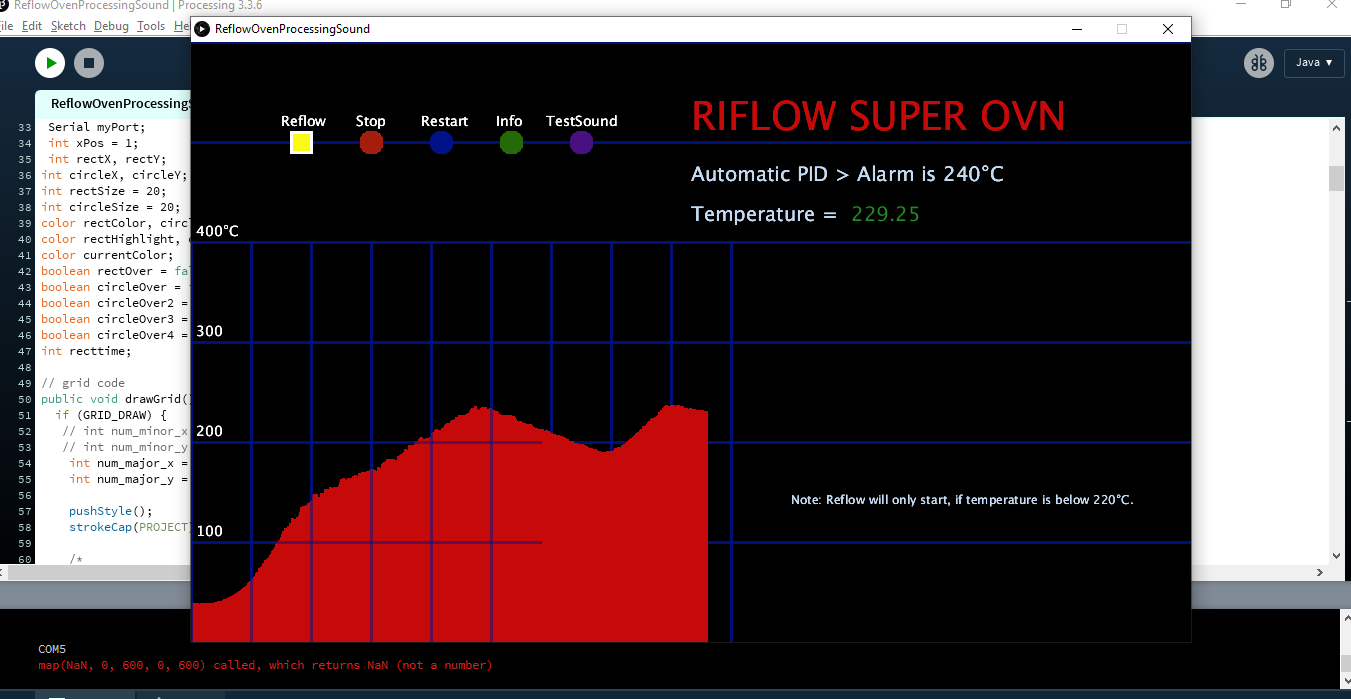 ReflowOvenProcessingSound | Processing 3.3.6
File Edit Sketch Debug Tools He
ReflowOvenProcessingSound
Java ▼
ReflowOvenProcessingS
33 Serial myPort;
34 int xPos = 1;
35 int rectX, rectY;
36 int circleX, circleY;
37 int rectSize = 20;
38 int circleSize = 20;
39 color rectColor, circl
40 color rectHighlight, c
41 color currentColor;
42 boolean rectOver = fal
43 boolean circleOver =
44 boolean circleOver2 =
45 boolean circleOver3 =
46 boolean circleOver4 =
47 int recttime;
48
49 // grid code
50 public void drawGrid()
51 if (GRID_DRAW) {
52 // int num_minor_x
53 // int num_minor_y
54 int num_major_x =
55 int num_major_y =
56
57 pushStyle();
58 strokeCap(PROJECT
59
60 /*
Reflow Stop Restart Info TestSound
RIFLOW SUPER OVN
Automatic PID > Alarm is 240°C
Temperature = 229.25
400°C
300
200
100
Note: Reflow will only start, if temperature is below 220°C.
COM5
map(NaN, 0, 600, 0, 600) called, which returns NaN (not a number)